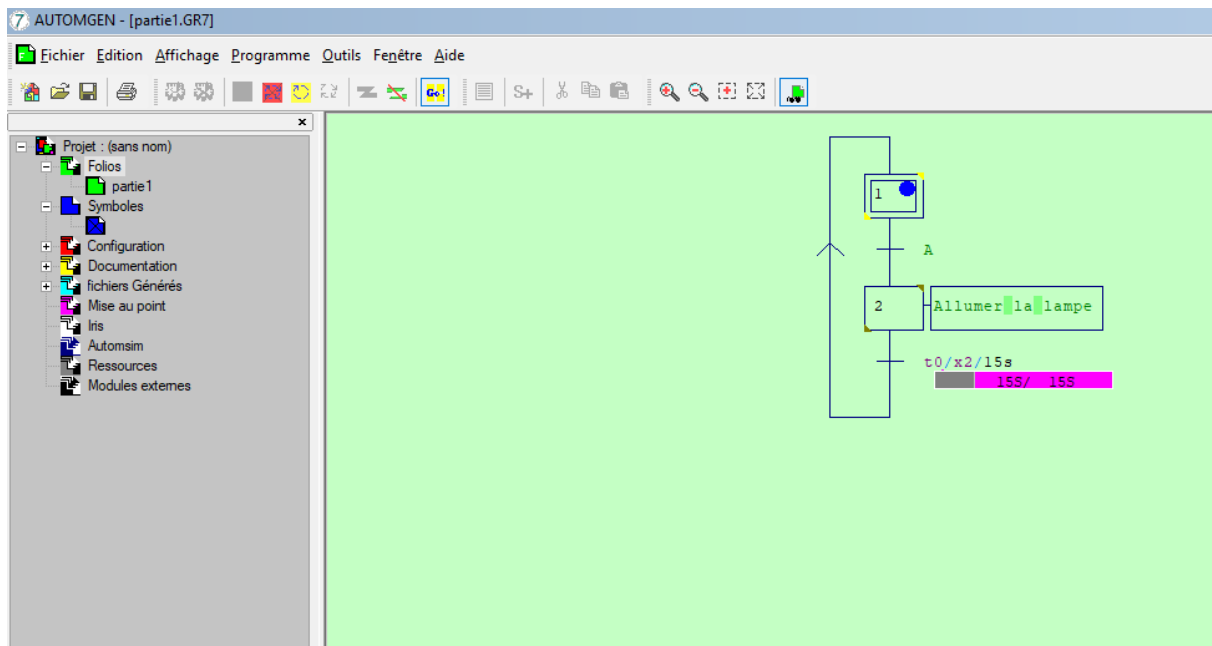 AUTOMGEN - [partie1.GR7]
Fichier Edition Affichage Programme Outils Fenêtre Aide
Go!
S+
Projet : (sans nom)
Folios
partie1
Symboles
Configuration
Documentation
fichiers Générés
Mise au point
Iris
Automsim
Ressources
Modules externes
1
A
2 Allumer la lampe
t0/x2/15s
15S/ 15S